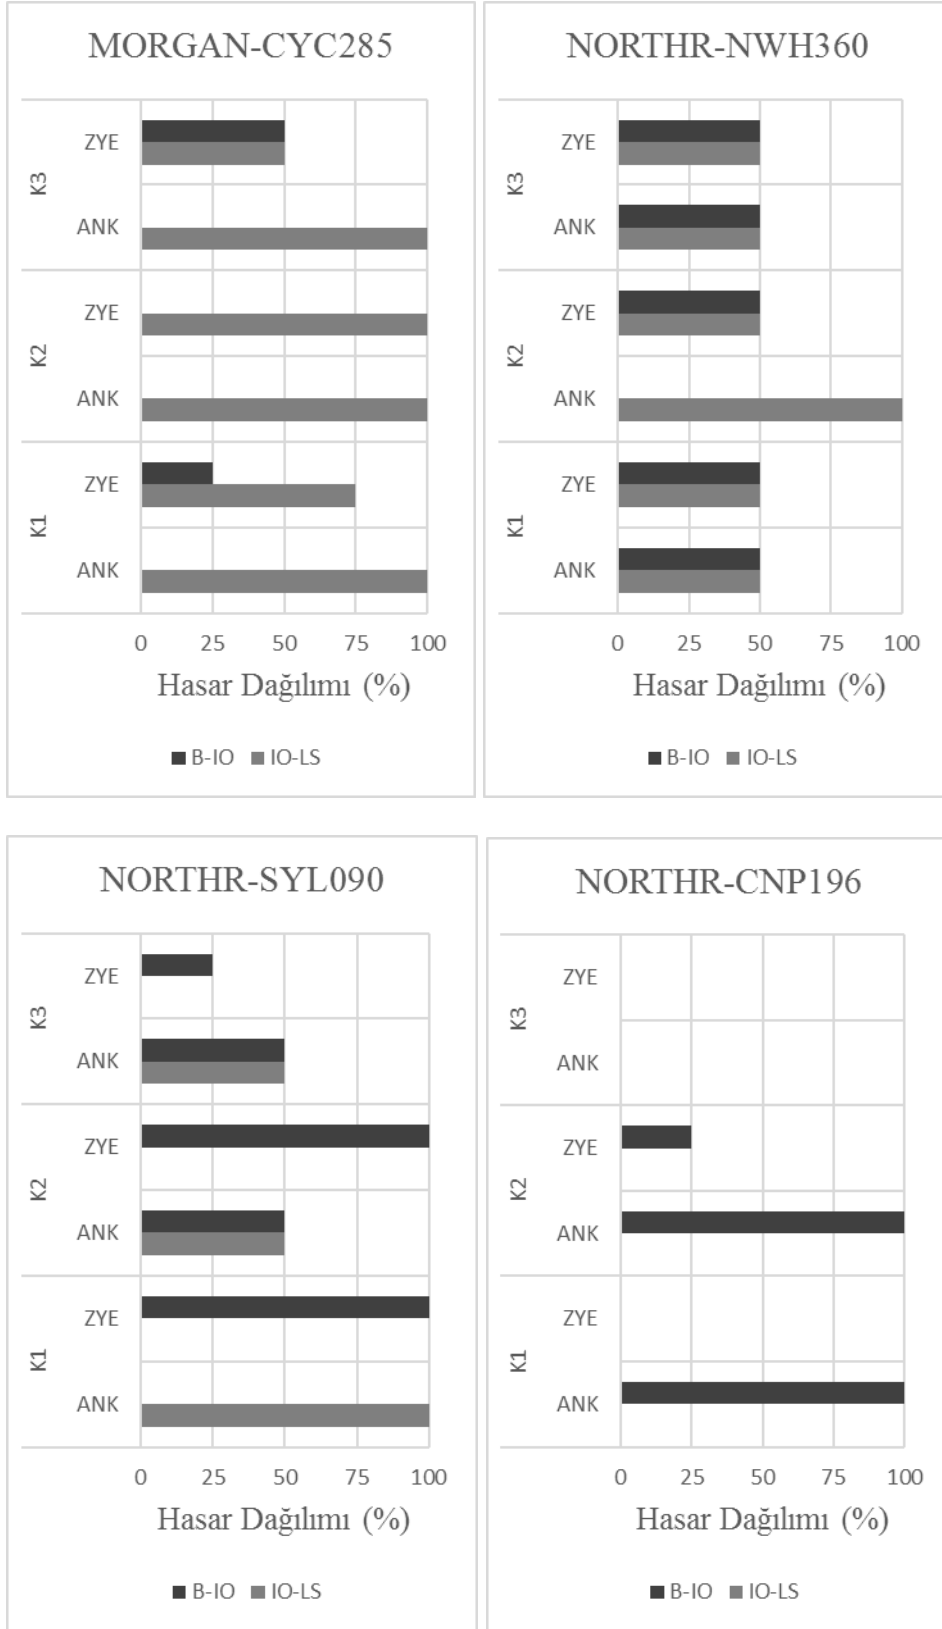 MORGAN-CYC285
K3
ZYE
ANK
K2
ZYE
ANK
K1
ZYE
ANK
0 25 50 75 100
Hasar Dağılımı (%)
B-IO IO-LS
NORTHR-NWH360
K3
ZYE
ANK
K2
ZYE
ANK
K1
ZYE
ANK
0 25 50 75 100
Hasar Dağılımı (%)
B-IO IO-LS
NORTHR-SYL090
K3
ZYE
ANK
K2
ZYE
ANK
K1
ZYE
ANK
0 25 50 75 100
Hasar Dağılımı (%)
B-IO IO-LS
NORTHR-CNP196
K3
ZYE
ANK
K2
ZYE
ANK
K1
ZYE
ANK
0 25 50 75 100
Hasar Dağılımı (%)
B-IO IO-LS